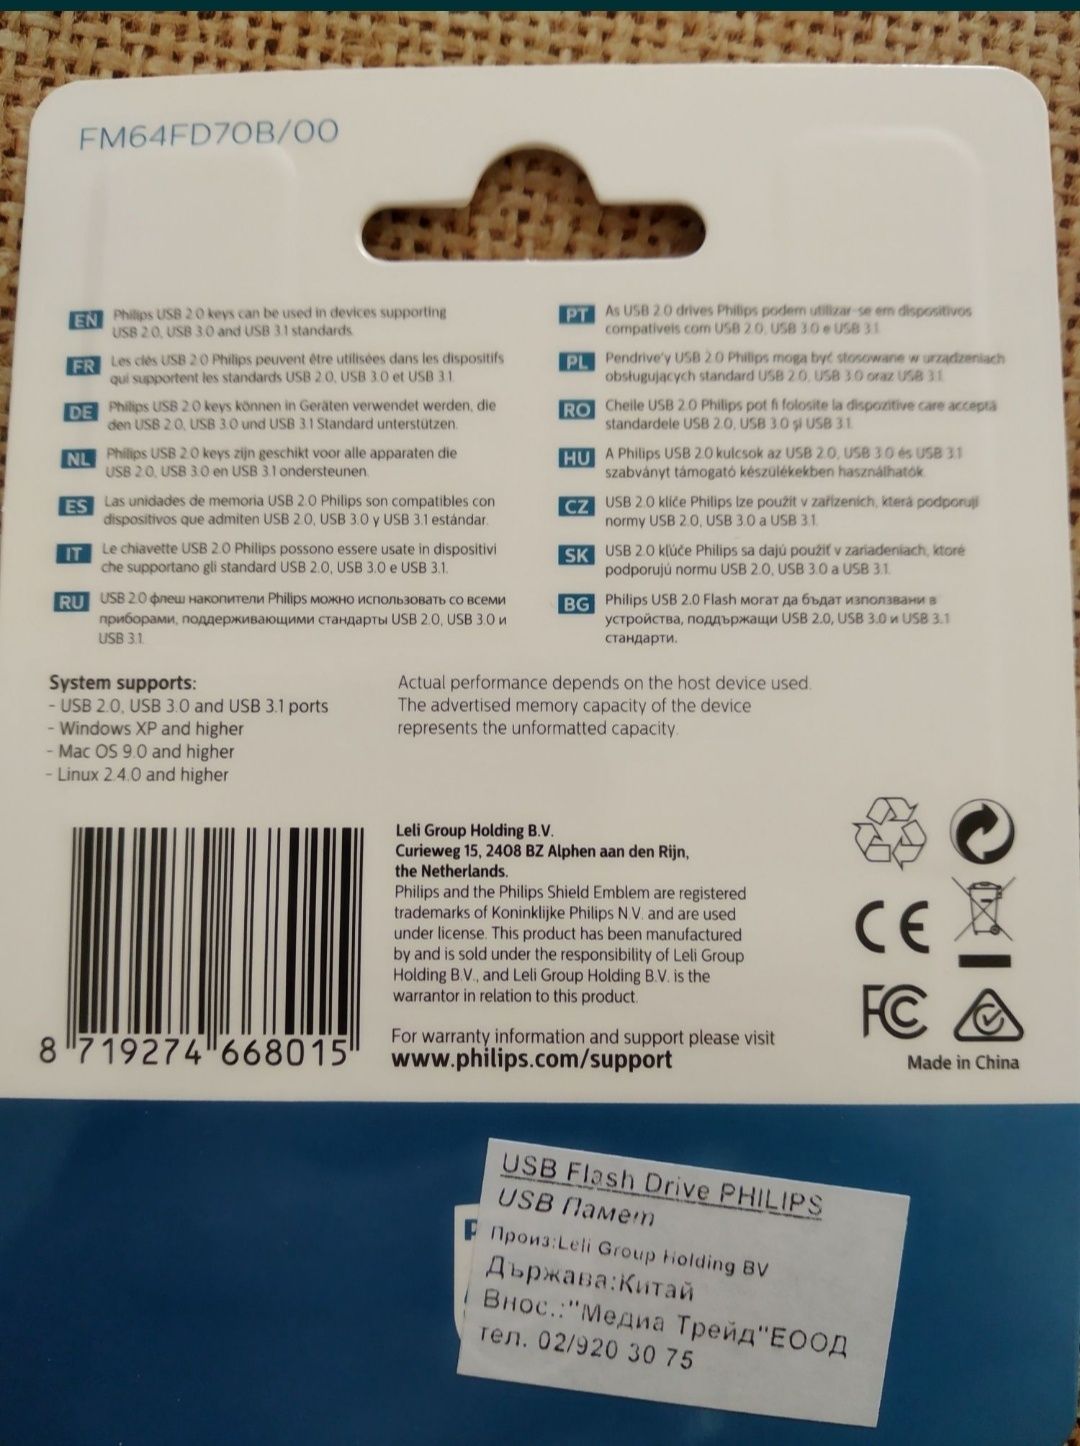 FM64FD70B/00
EN Philips USB 2.0 keys can be used in devices supporting
USB 2.0, USB 3.0 and USB 3.1 standards.
FR Les clés USB 2.0 Philips peuvent être utilisées dans les dispositifs
qui supportent les standards USB 2.0, USB 3.0 et USB 3.1.
DE Philips USB 2.0 keys können in Geräten verwendet werden, die
den USB 2.0, USB 3.0 und USB 3.1 Standard unterstützen.
NL Philips USB 2.0 keys zijn geschikt voor alle apparaten die
USB 2.0, USB 3.0 en USB 3.1 ondersteunen.
ES Las unidades de memoria USB 2.0 Philips son compatibles con
dispositivos que admiten USB 2.0, USB 3.0 y USB 3.1 estándar.
IT Le chiavette USB 2.0 Philips possono essere usate in dispositivi
che supportano gli standard USB 2.0, USB 3.0 e USB 3.1.
RU USB 2.0 флеш накопители Philips можно использовать со всеми
приборами, поддерживающими стандарты USB 2.0, USB 3.0 и
USB 3.1
PT As USB 2.0 drives Philips podem utilizar-se em dispositivos
compatíveis com USB 2.0, USB 3.0 e USB 3.1.
PL Pendrive'y USB 2.0 Philips mogą być stosowane w urządzeniach
obsługujących standard USB 2.0, USB 3.0 oraz USB 3.1.
RO Cheile USB 2.0 Philips pot fi folosite la dispozitive care acceptă
standardele USB 2.0, USB 3.0 și USB 3.1.
HU A Philips USB 2.0 kulcsok az USB 2.0, USB 3.0 és USB 3.1
szabványt támogató készülékekben használhatók.
CZ USB 2.0 klíče Philips lze použít v zařízeních, která podporují
normy USB 2.0, USB 3.0 a USB 3.1.
SK USB 2.0 kľúče Philips sa dajú použiť v zariadeniach, ktoré
podporujú normu USB 2.0, USB 3.0 a USB 3.1.
BG Philips USB 2.0 Flash могат да бъдат използвани в
устройства, поддържащи USB 2.0, USB 3.0 и USB 3.1
стандарти.
System supports:
- USB 2.0, USB 3.0 and USB 3.1 ports
- Windows XP and higher
- Mac OS 9.0 and higher
- Linux 2.4.0 and higher
Actual performance depends on the host device used.
The advertised memory capacity of the device
represents the unformatted capacity.
8 719274 668015
Leli Group Holding B.V.
Curieweg 15, 2408 BZ Alphen aan den Rijn,
the Netherlands.
Philips and the Philips Shield Emblem are registered
trademarks of Koninklijke Philips N.V. and are used
under license. This product has been manufactured
by and is sold under the responsibility of Leli Group
Holding B.V., and Leli Group Holding B.V. is the
warrantor in relation to this product.
For warranty information and support please visit
www.philips.com/support
CE
FC
Made in China
USB Flash Drive PHILIPS
USB Памет
Произ:Leli Group Holding BV
Държава:Китай
Внос.:"Медиа Трейд"ЕООД
тел. 02/920 30 75